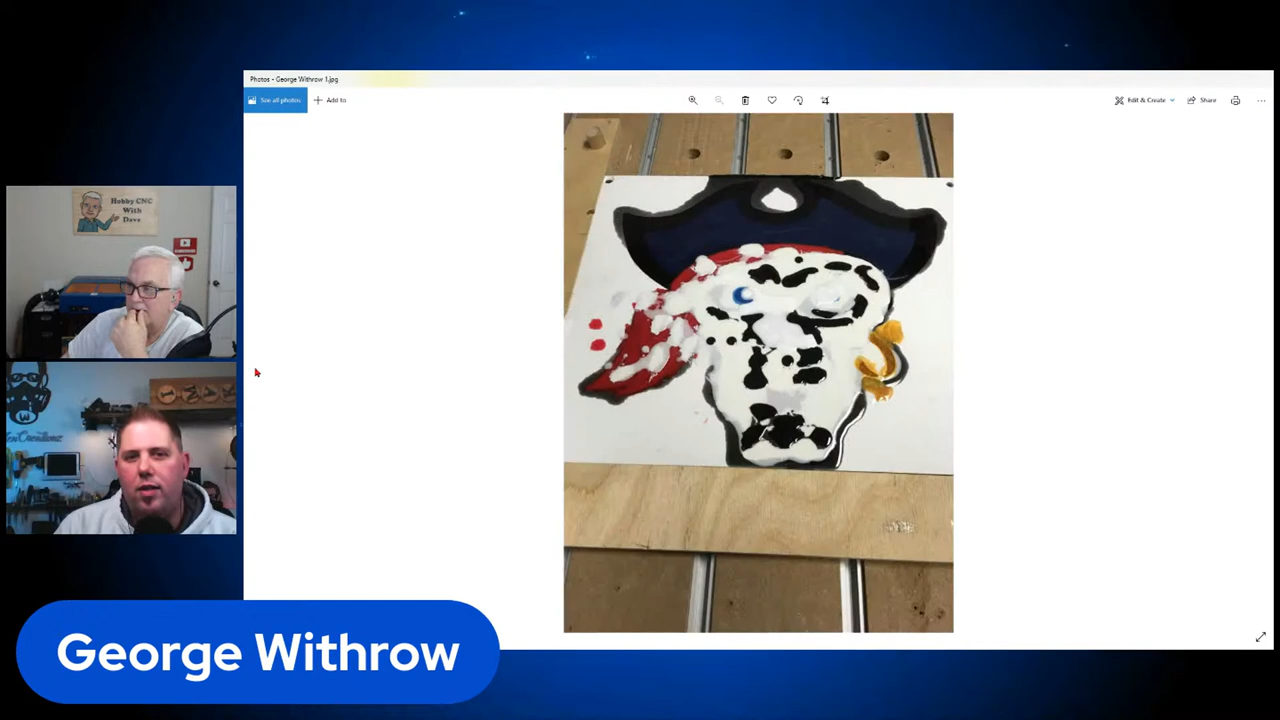 Photos - George Withrow 1.jpg
See all photos
Add to
Edit & Create
Share
Hobby CNC
With
Dave
I-MAK
George Withrow